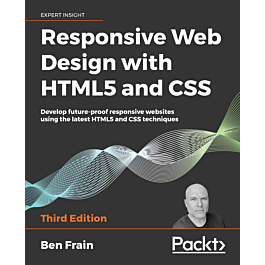 EXPERT INSIGHT
Responsive Web
Design with
HTML5 and CSS
Develop future-proof responsive websites
using the latest HTML5 and CSS techniques
Third Edition
Ben Frain
Packt>